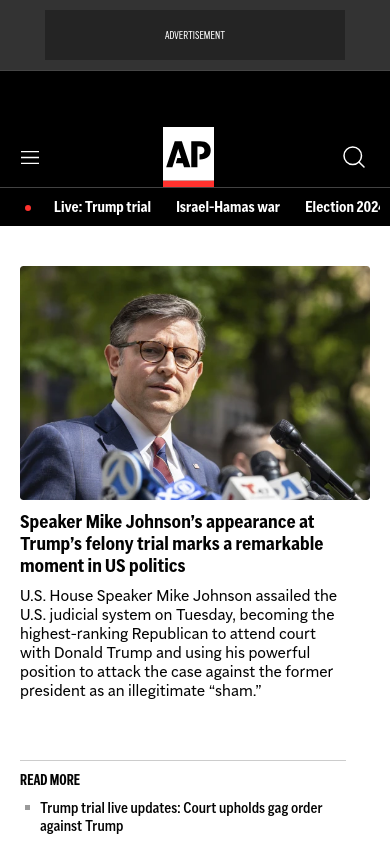 ADVERTISEMENT
AP
Live: Trump trial Israel-Hamas war Election 2024
Speaker Mike Johnson’s appearance at
Trump’s felony trial marks a remarkable
moment in US politics
U.S. House Speaker Mike Johnson assailed the
U.S. judicial system on Tuesday, becoming the
highest-ranking Republican to attend court
with Donald Trump and using his powerful
position to attack the case against the former
president as an illegitimate “sham.”
READ MORE
Trump trial live updates: Court upholds gag order
against Trump